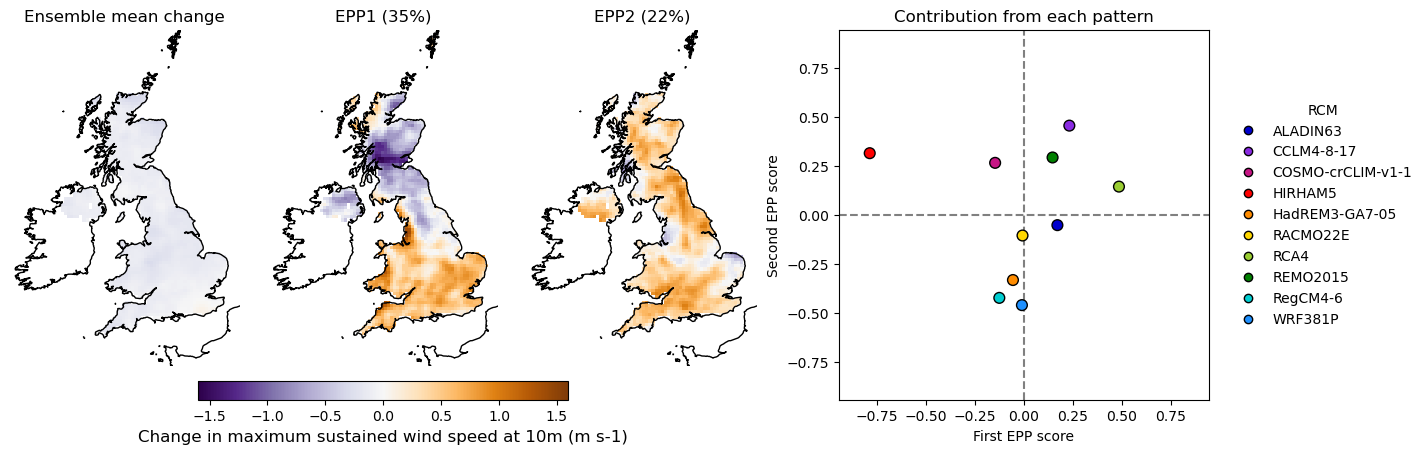 Ensemble mean change
EPP1 (35%)
EPP2 (22%)
−1.5 −1.0 −0.5 0.0 0.5 1.0 1.5
Change in maximum sustained wind speed at 10m (m s-1)
Contribution from each pattern
Second EPP score
0.75
0.50
0.25
0.00
−0.25
−0.50
−0.75
−0.75 −0.50 −0.25 0.00 0.25 0.50 0.75
First EPP score
RCM
ALADIN63
CCLM4-8-17
COSMO-crCLIM-v1-1
HIRHAM5
HadREM3-GA7-05
RACMO22E
RCA4
REMO2015
RegCM4-6
WRF381P